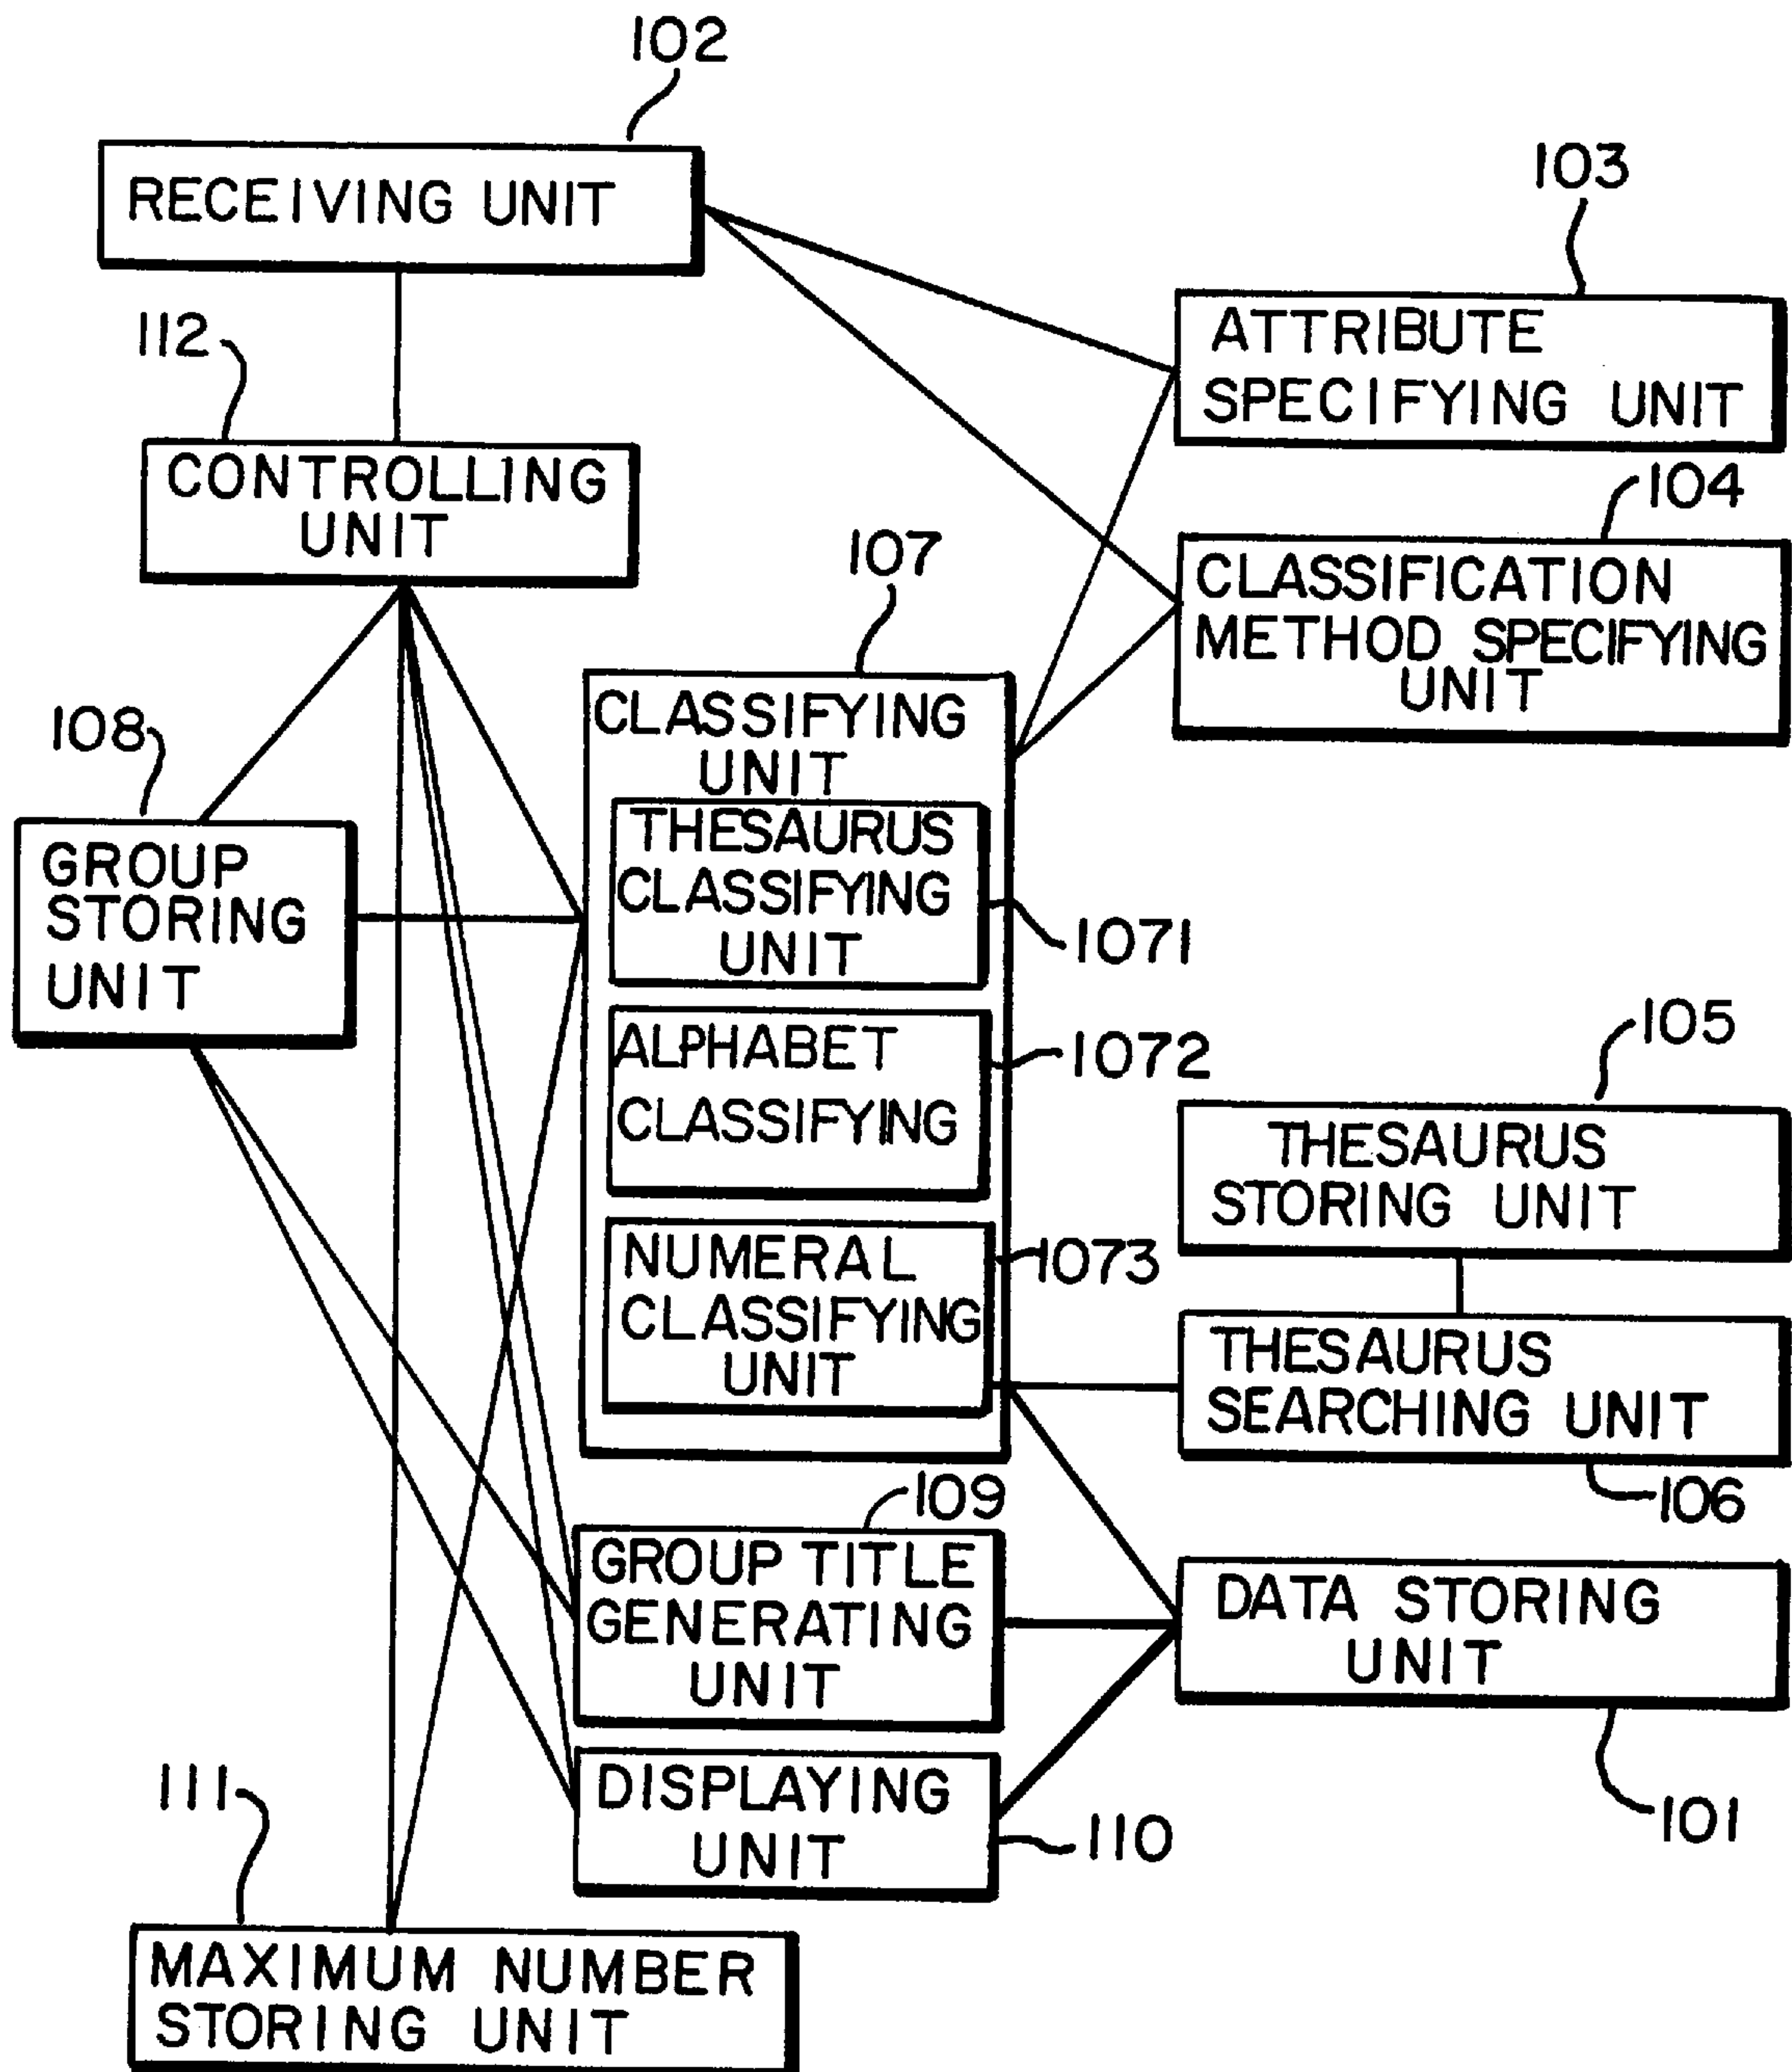 102
RECEIVING UNIT
103
ATTRIBUTE
SPECIFYING UNIT
112
CONTROLLING
UNIT
104
CLASSIFICATION
METHOD SPECIFYING
UNIT
107
CLASSIFYING
UNIT
108
GROUP
STORING
UNIT
THESAURUS
CLASSIFYING
UNIT
1071
ALPHABET
CLASSIFYING
1072
105
THESAURUS
STORING UNIT
NUMERAL
CLASSIFYING
UNIT
1073
THESAURUS
SEARCHING UNIT
106
109
GROUP TITLE
GENERATING
UNIT
DATA STORING
UNIT
101
DISPLAYING
UNIT
110
111
MAXIMUM NUMBER
STORING UNIT